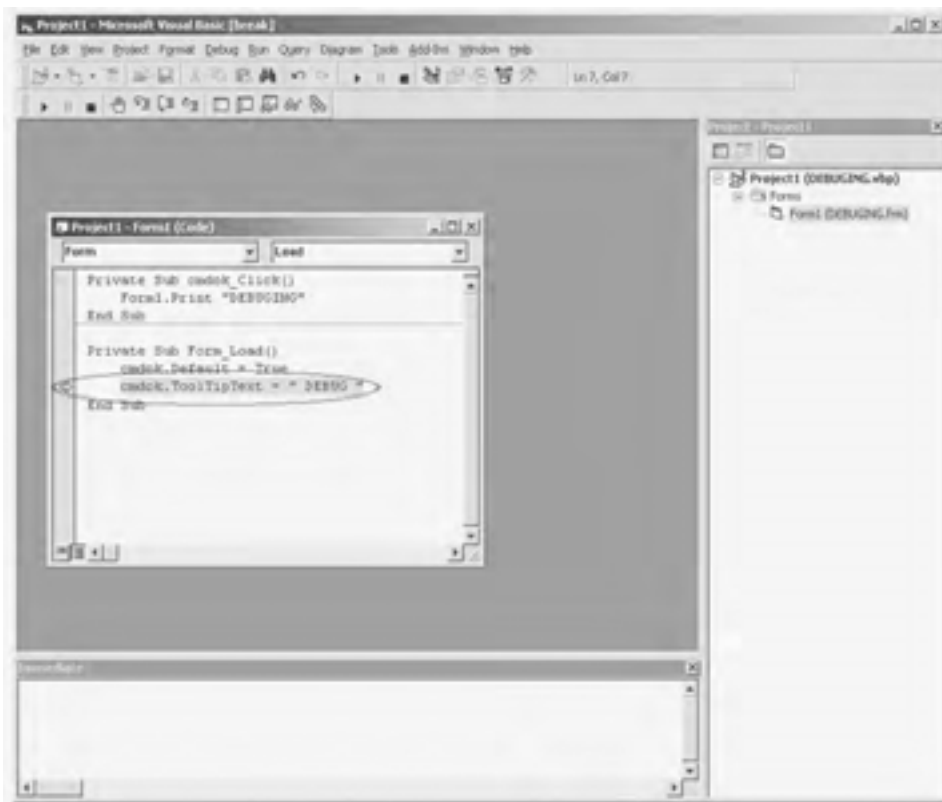 Project1 - Microsoft Visual Basic [break]
File Edit View Project Format Debug Run Query Diagram Tools Add-Ins Window Help
Ln 7, Col 7
Project - Project1
Project1 (DEBUGING.vbp)
Forms
Form1 (DEBUGING.frm)
Project1 - Form1 (Code)
Form Load
Private Sub cmdok_Click()
Form1.Print "DEBUGING"
End Sub
Private Sub Form_Load()
cmdok.Default = True
cmdok.ToolTipText = " DEBUG "
End Sub
Immediate